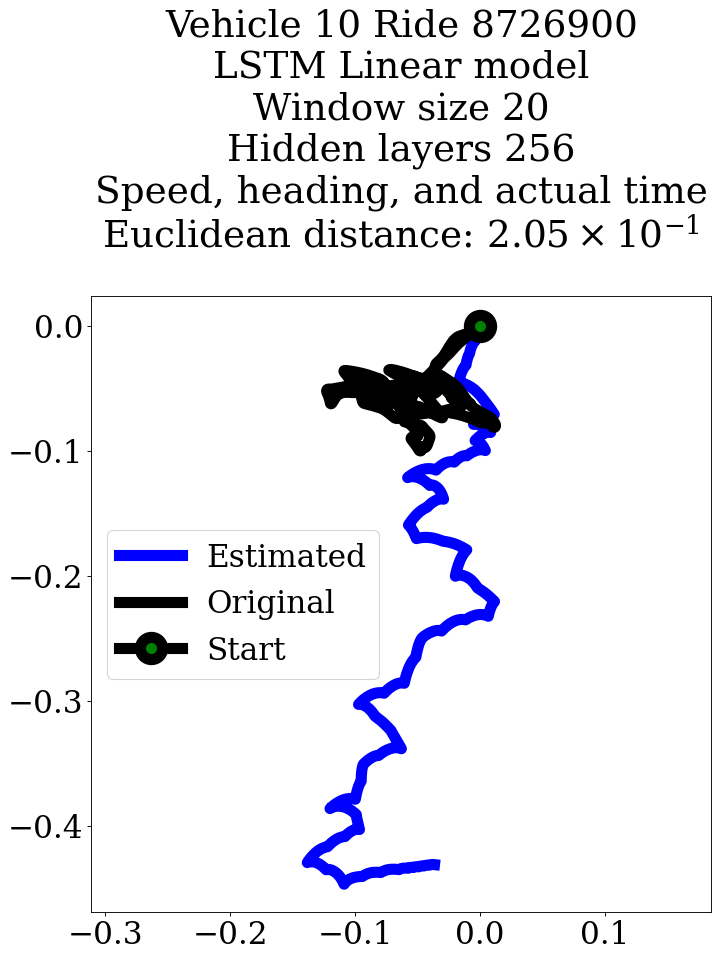 Vehicle 10 Ride 8726900
LSTM Linear model
Window size 20
Hidden layers 256
Speed, heading, and actual time
Euclidean distance: 2.05 × 10⁻¹
0.0
−0.1
−0.2
−0.3
−0.4
Estimated
Original
Start
−0.3 −0.2 −0.1 0.0 0.1